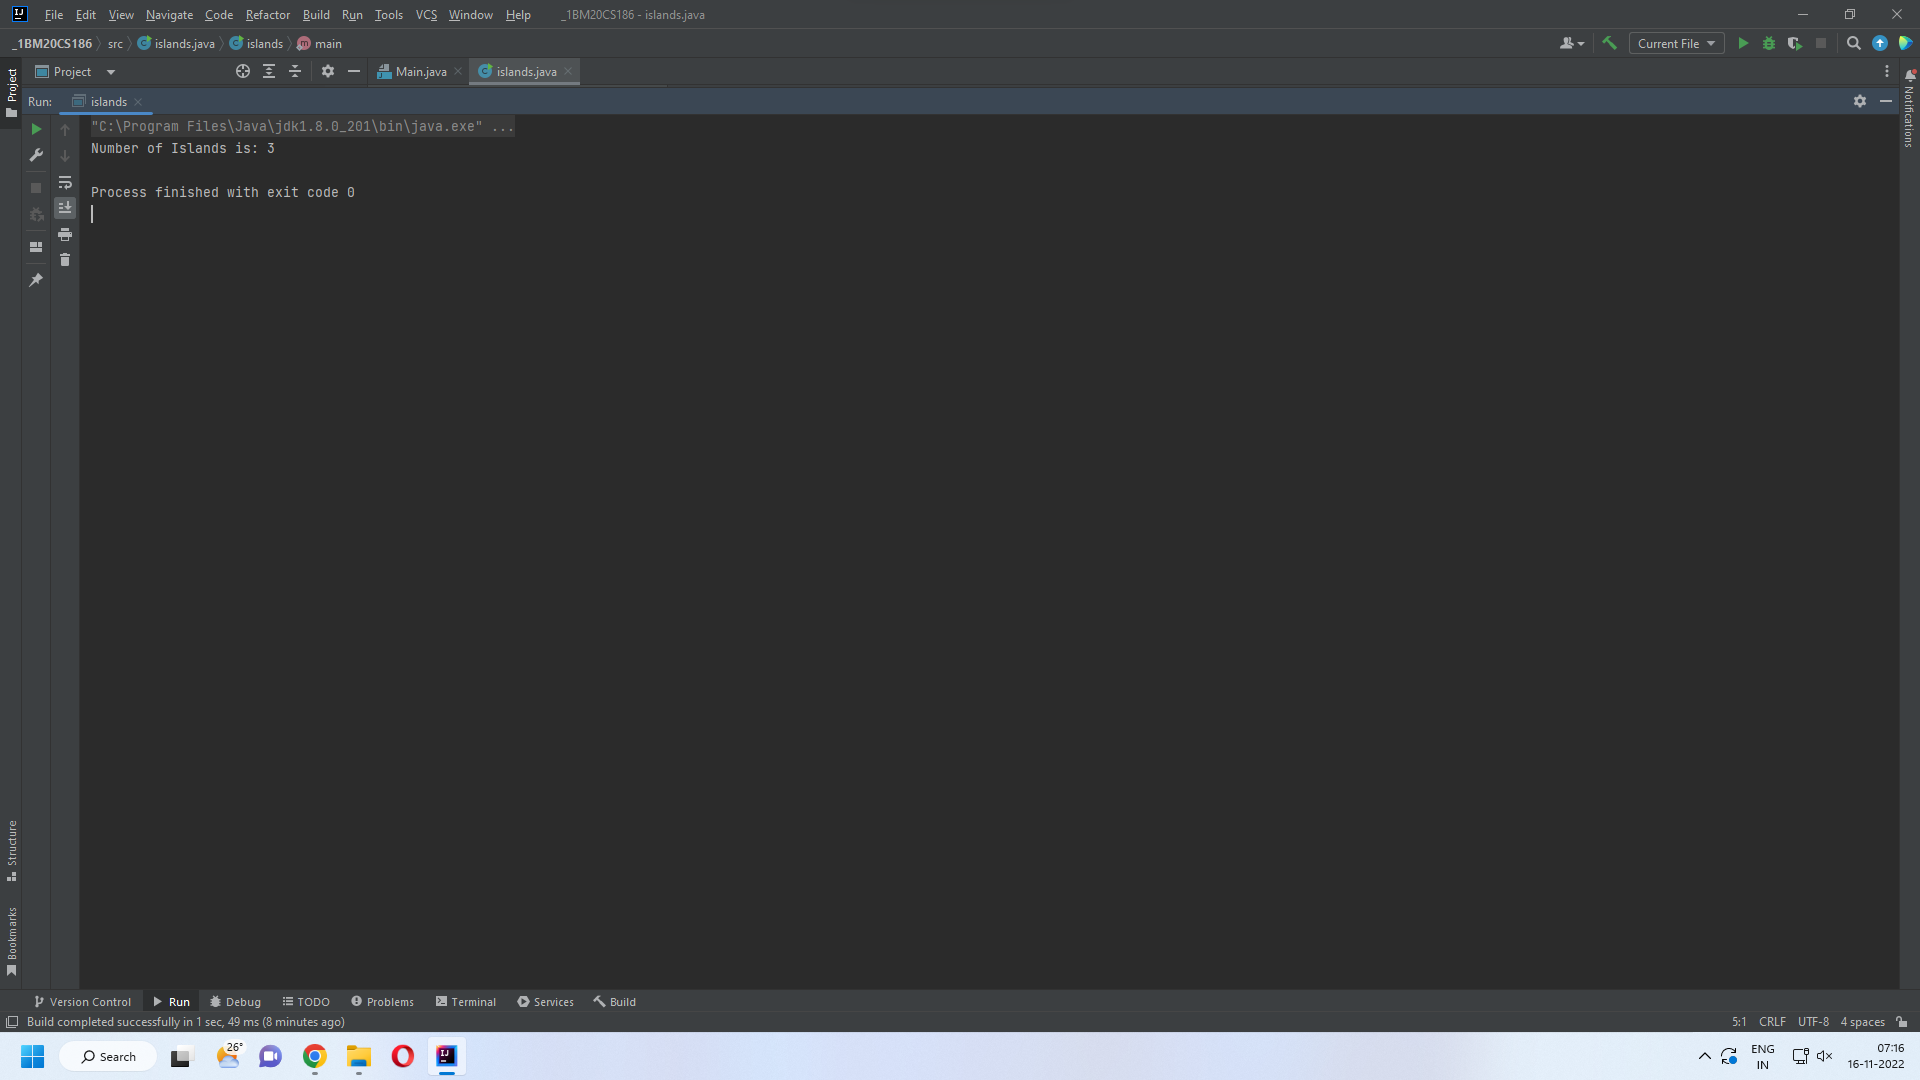 File Edit View Navigate Code Refactor Build Run Tools VCS Window Help _1BM20CS186 - islands.java
_1BM20CS186 src islands.java islands main
Current File
Project
Main.java
islands.java
Run: islands
"C:\Program Files\Java\jdk1.8.0_201\bin\java.exe" ...
Number of Islands is: 3
Process finished with exit code 0
Project
Structure
Bookmarks
Notifications
Version Control Run Debug TODO Problems Terminal Services Build
Build completed successfully in 1 sec, 49 ms (8 minutes ago)
5:1 CRLF UTF-8 4 spaces
Search
26°
ENG
IN
07:16
16-11-2022